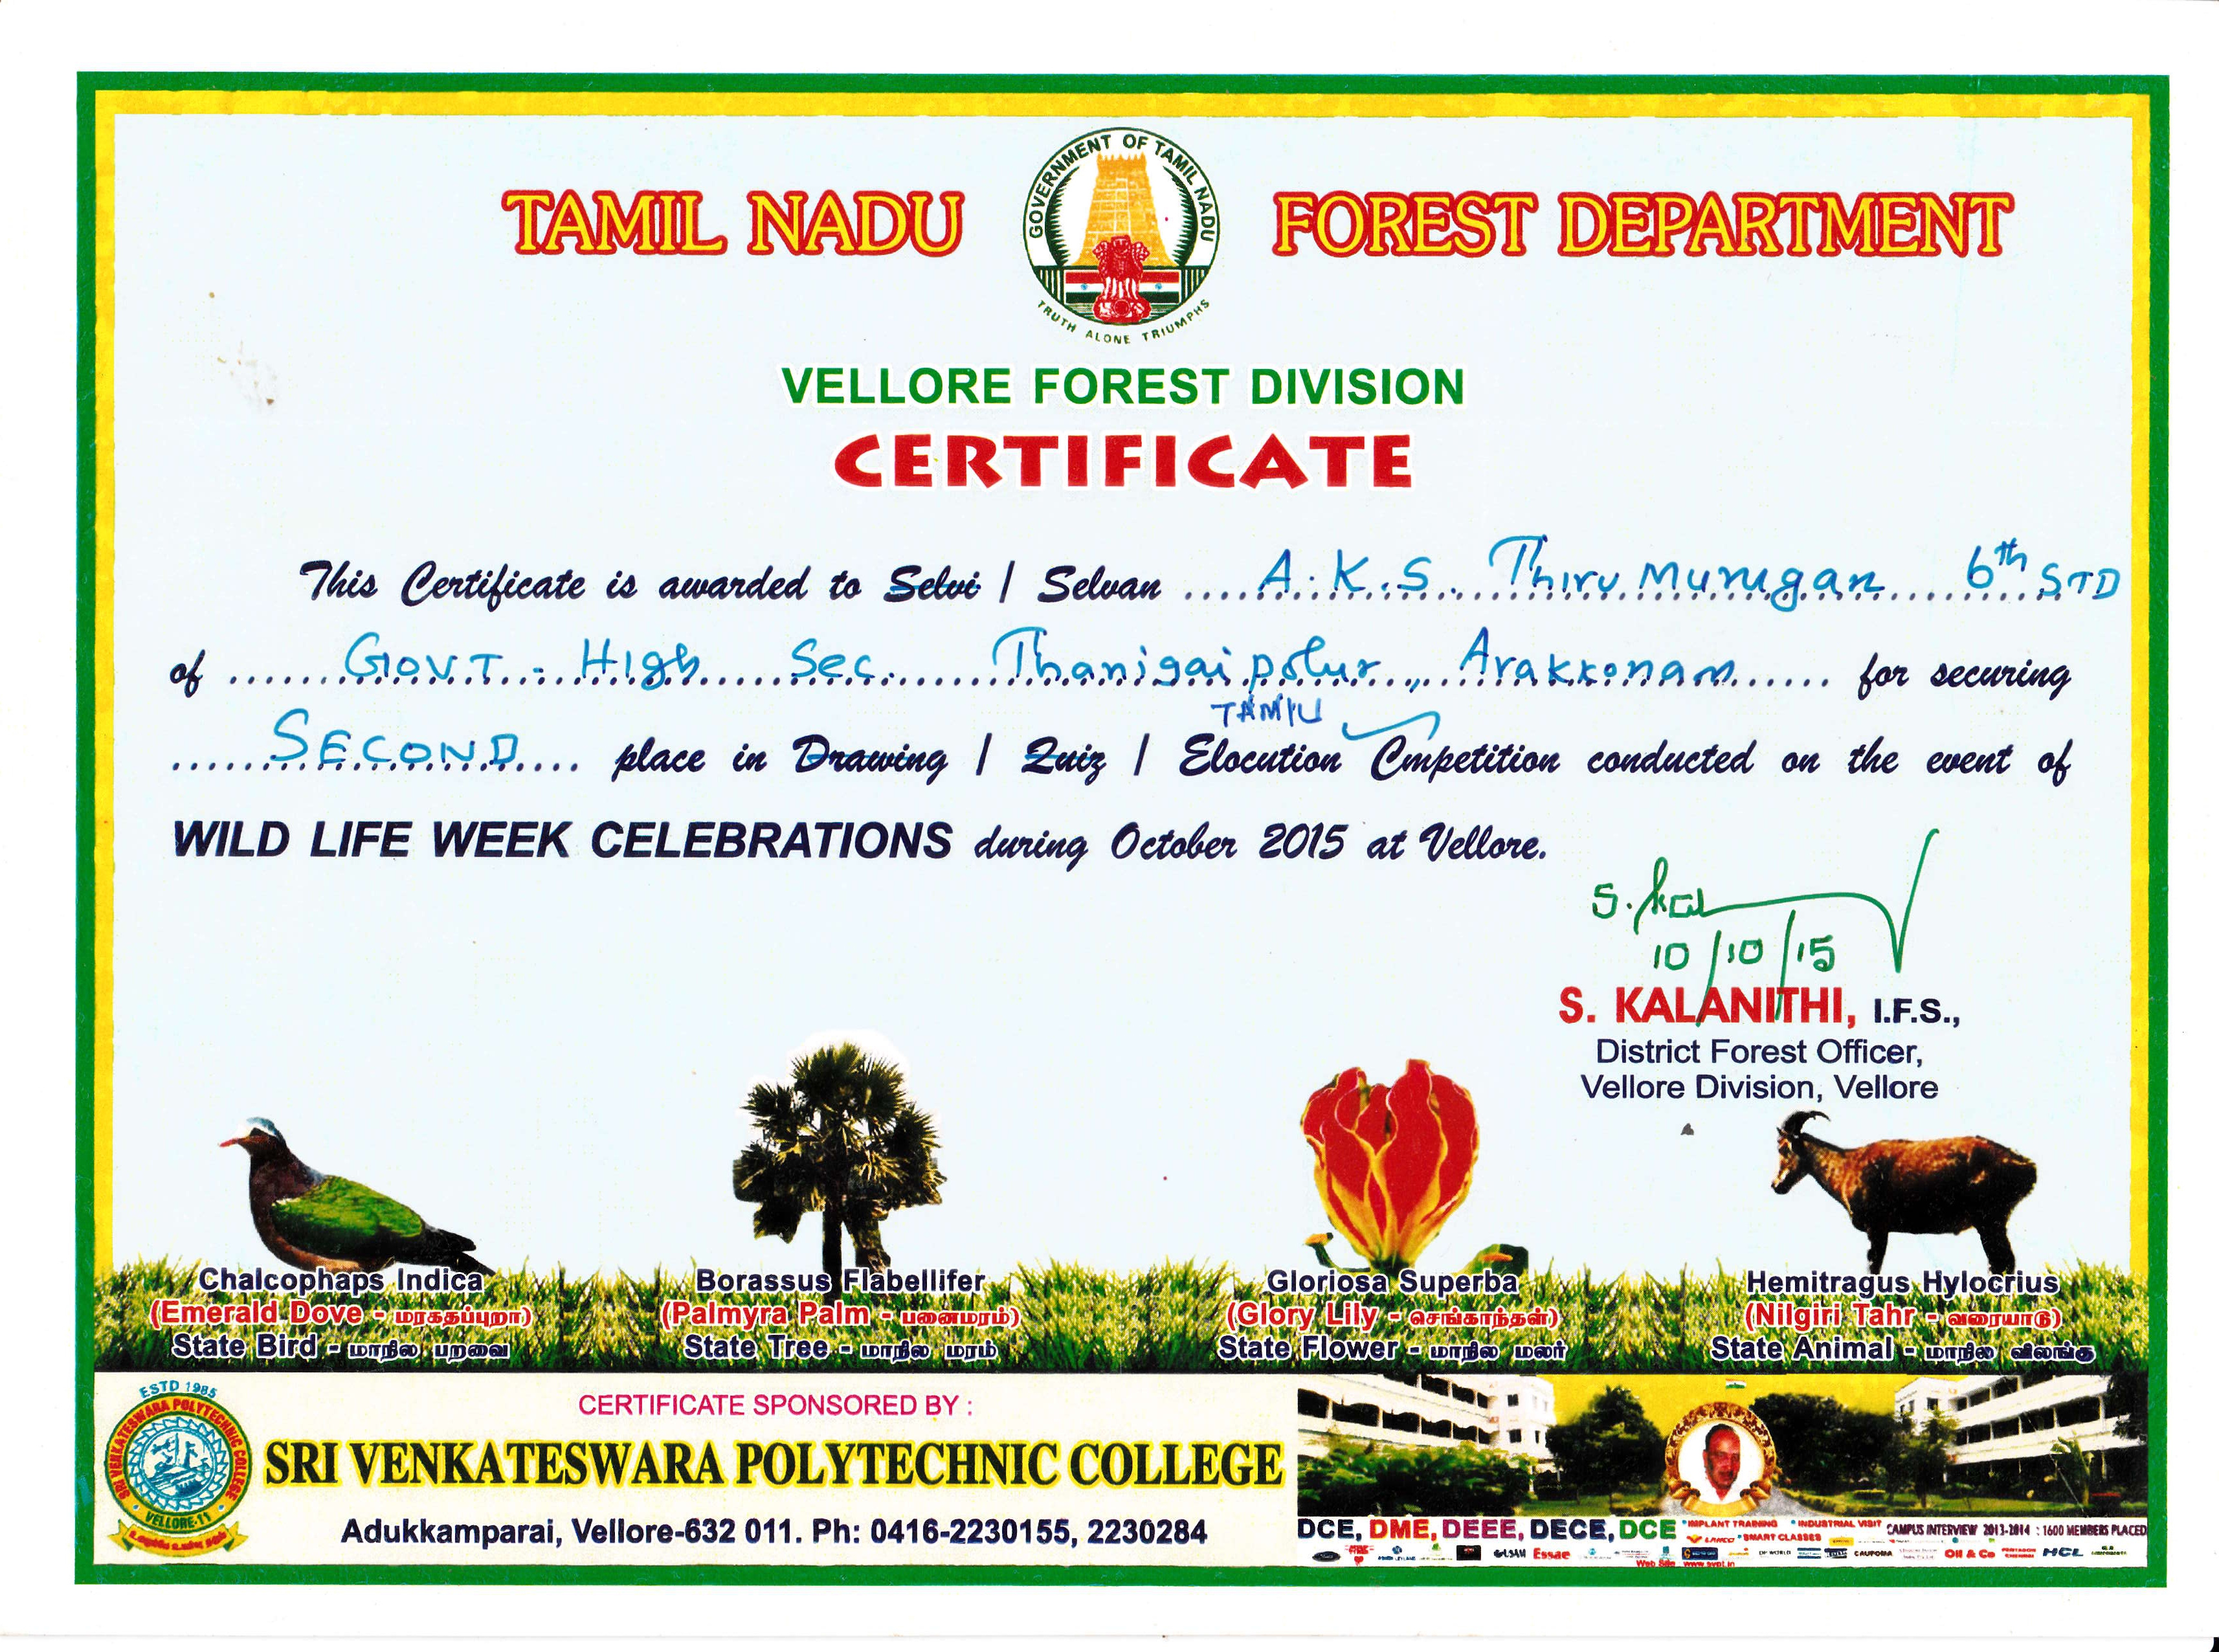 TAMIL NADU FOREST DEPARTMENT
GOVERNMENT OF TAMIL NADU
TRUTH ALONE TRIUMPHS
VELLORE FOREST DIVISION
CERTIFICATE
This Certificate is awarded to Selvi / Selvan A.K.S. Thirumurugan 6th STD
of GOVT. High Sec. Thanigaipolur, Arakkonam for securing
TAMIL
SECOND place in Drawing / Quiz / Elocution Cmpetition conducted on the event of
WILD LIFE WEEK CELEBRATIONS during October 2015 at Vellore.
S. Kal
10/10/15
S. KALANITHI, I.F.S.,
District Forest Officer,
Vellore Division, Vellore
Chalcophaps Indica Borassus Flabellifer Gloriosa Superba Hemitragus Hylocrius
(Emerald Dove - மரகதப்புறா) (Palmyra Palm - பனைமரம்) (Glory Lily - செங்காந்தள்) (Nilgiri Tahr - வரையாடு)
State Bird - மாநில பறவை State Tree - மாநில மரம் State Flower - மாநில மலர் State Animal - மாநில விலங்கு
ESTD 1985
SRI VENKATESWARA POLYTECHNIC COLLEGE
VELLORE-11
CERTIFICATE SPONSORED BY :
SRI VENKATESWARA POLYTECHNIC COLLEGE
Adukkamparai, Vellore-632 011. Ph: 0416-2230155, 2230284
DCE, DME, DEEE, DECE, DCE *IMPLANT TRAINING *INDUSTRIAL VISIT *SMART CLASSES CAMPUS INTERVIEW 2013-2014 : 1600 MEMBERS PLACED
Essae CAUPONA Oil & Co HCL
Web Site www.svpt.in